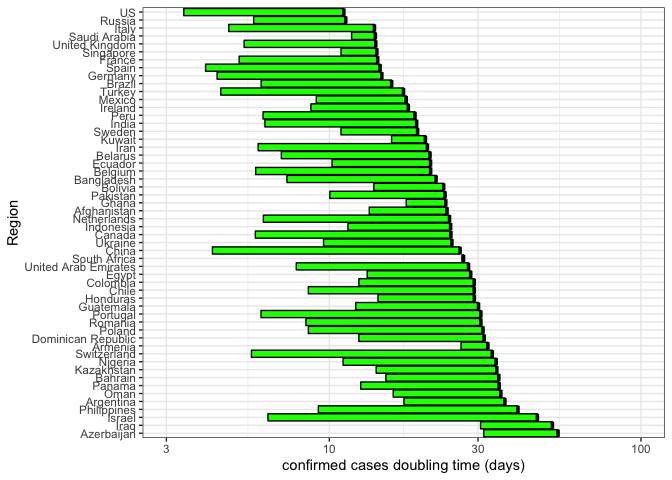 US
Russia
Italy
Saudi Arabia
United Kingdom
Singapore
France
Spain
Germany
Brazil
Turkey
Mexico
Ireland
Peru
India
Sweden
Kuwait
Iran
Belarus
Ecuador
Belgium
Bangladesh
Bolivia
Pakistan
Ghana
Afghanistan
Netherlands
Indonesia
Canada
Ukraine
China
South Africa
United Arab Emirates
Egypt
Colombia
Chile
Honduras
Guatemala
Portugal
Romania
Poland
Dominican Republic
Armenia
Switzerland
Nigeria
Kazakhstan
Bahrain
Panama
Oman
Argentina
Philippines
Israel
Iraq
Azerbaijan
Region
3 10 30 100
confirmed cases doubling time (days)